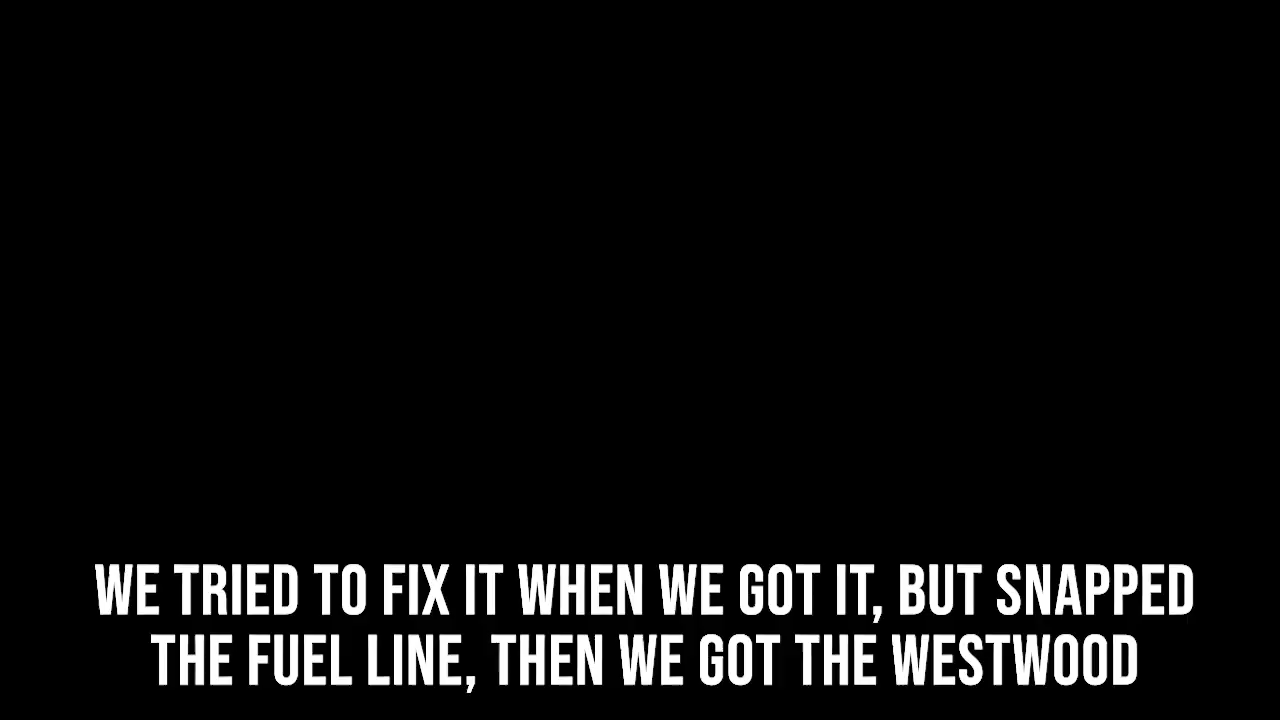 WE TRIED TO FIX IT WHEN WE GOT IT, BUT SNAPPED
THE FUEL LINE, THEN WE GOT THE WESTWOOD